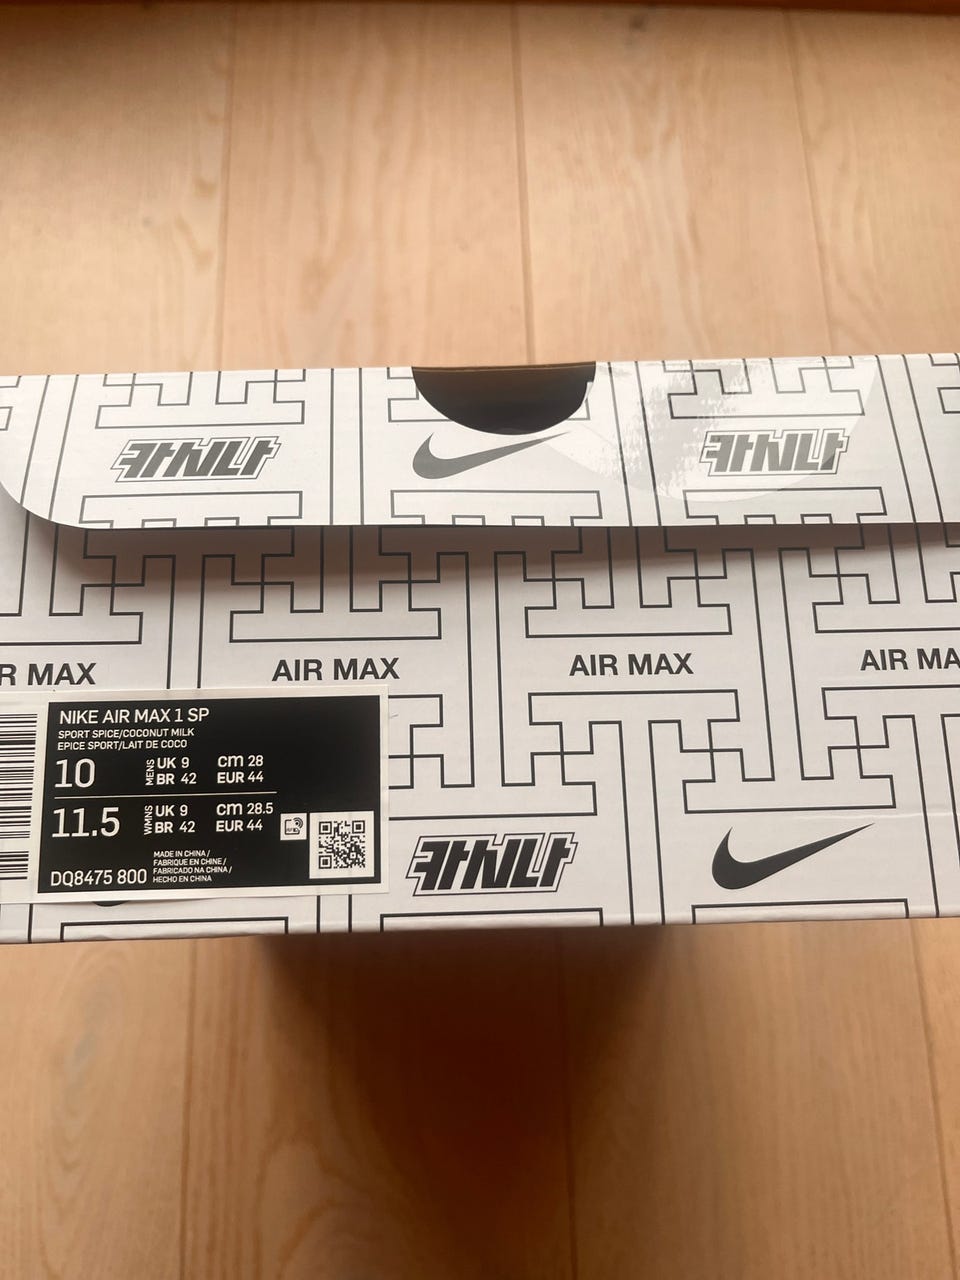 카시나
카시나
R MAX
AIR MAX
AIR MAX
AIR MA
NIKE AIR MAX 1 SP
SPORT SPICE/COCONUT MILK
EPICE SPORT/LAIT DE COCO
10 MENS UK 9 cm 28
BR 42 EUR 44
11.5 WMNS UK 9 cm 28.5
BR 42 EUR 44
DQ8475 800
MADE IN CHINA /
FABRIQUE EN CHINE /
FABRICADO NA CHINA /
HECHO EN CHINA
카시나